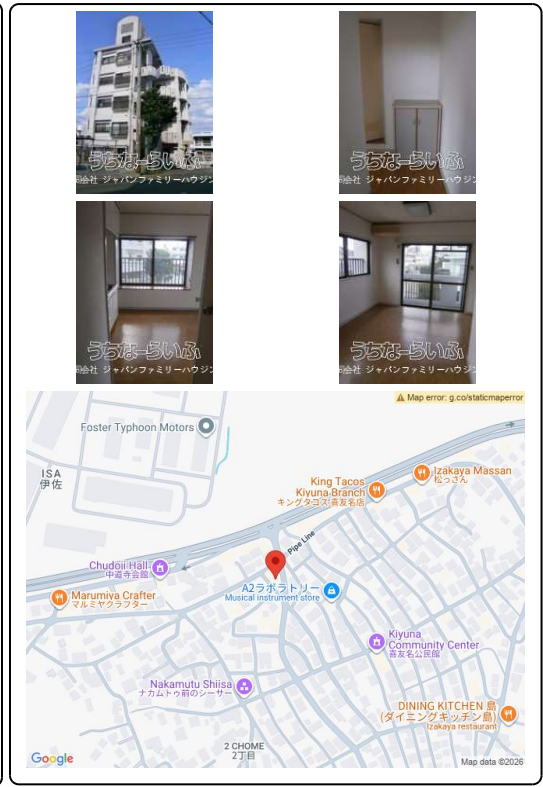 うちなーらいふ
会社 ジャパンファミリーハウジン
うちなーらいふ
会社 ジャパンファミリーハウジン
うちなーらいふ
会社 ジャパンファミリーハウジン
うちなーらいふ
会社 ジャパンファミリーハウジン
Map error: g.co/staticmaperror
Foster Typhoon Motors
ISA
伊佐
Izakaya Massan
松っさん
King Tacos
Kiyuna Branch
キングタコス 喜友名店
Pipe Line
Chudoji Hall
中道寺会館
Marumiya Crafter
マルミヤクラフター
A2ラボラトリー
Musical instrument store
Kiyuna
Community Center
喜友名公民館
Nakamutu Shiisa
ナカムトゥ前のシーサー
DINING KITCHEN 島
(ダイニングキッチン島)
Izakaya restaurant
2 CHOME
2丁目
Google
Map data ©2026